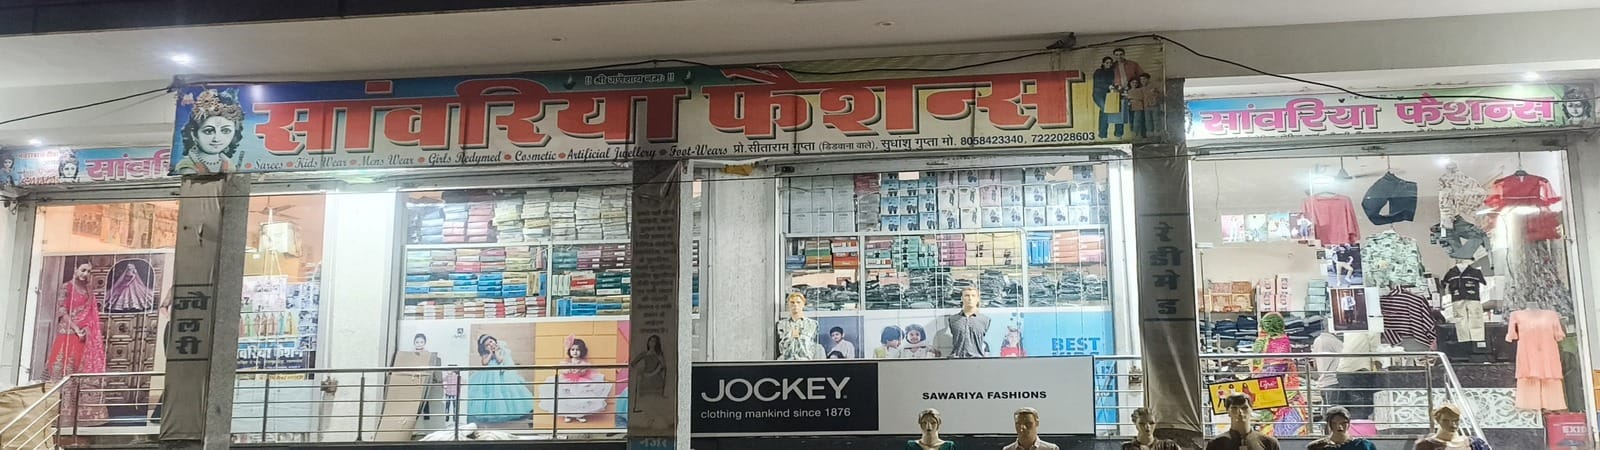 || श्री गणेशाय नमः ||
सांवरिया फैशन्स
Sarees • Kids Wear • Mens Wear • Girls Redymed • Cosmetic • Artificial Jwellery • Foot-Wears
प्रो. सीताराम गुप्ता (डिडवाना वाले), सुधांशु गुप्ता मो. 8058423340, 7222028603
सांवरिया फैशन्स
सांवरि
ज्वैलरी
रेडीमेड
BEST
JOCKEY
clothing mankind since 1876
SAWARIYA FASHIONS